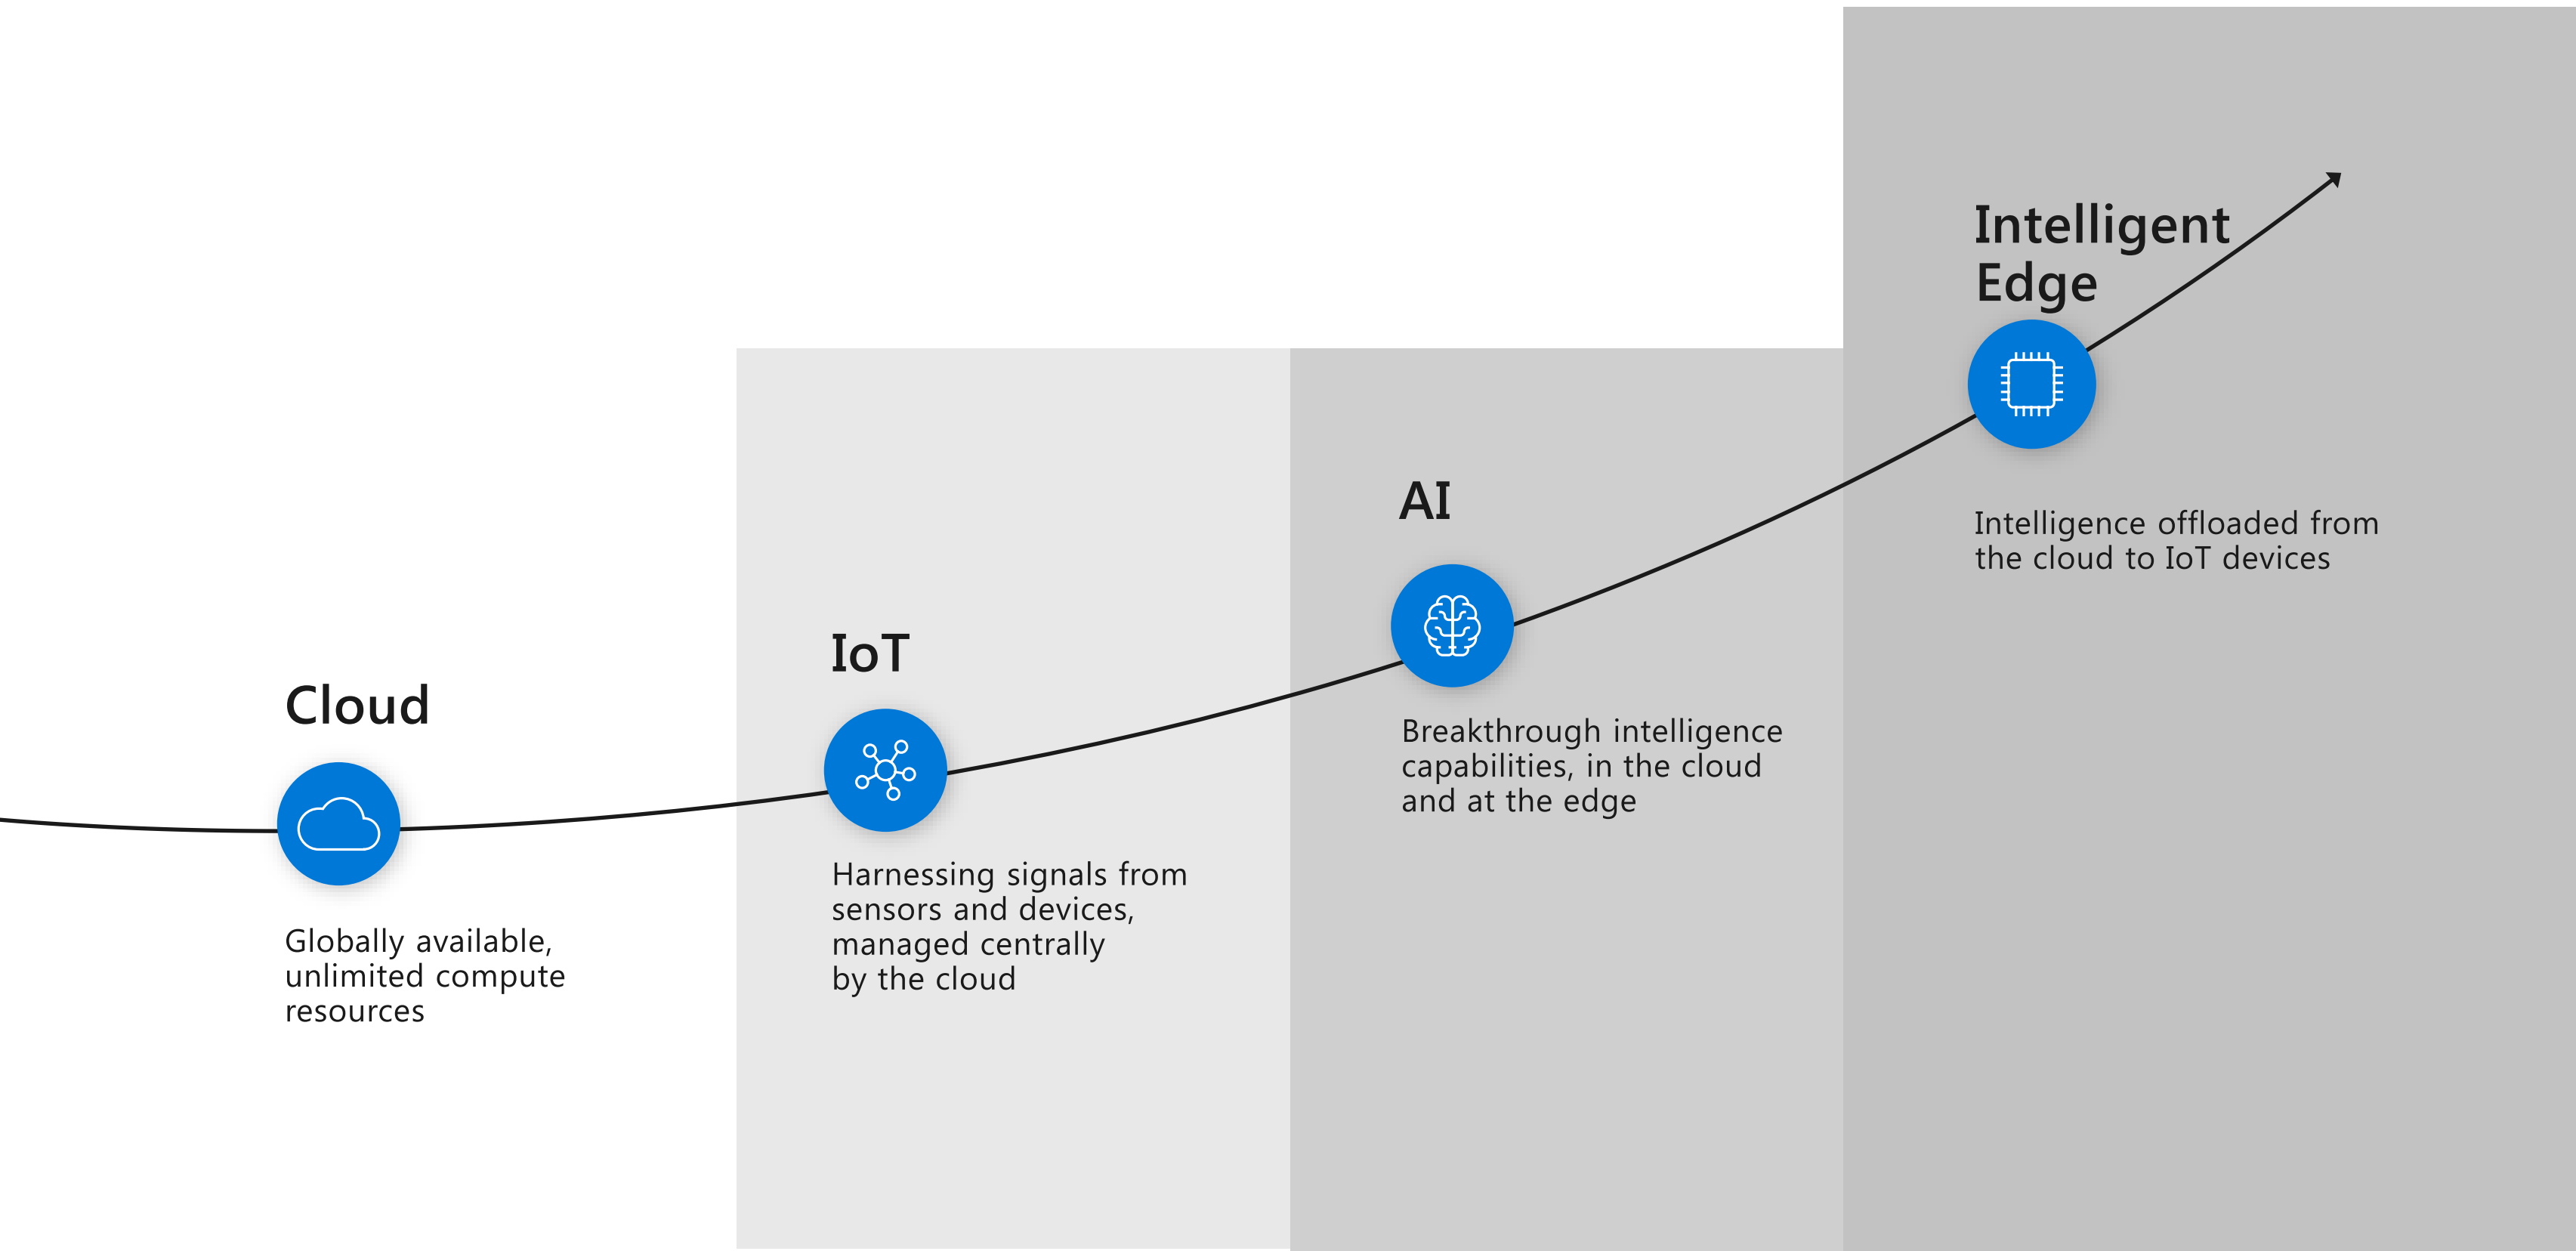 Cloud
Globally available,
unlimited compute
resources
IoT
Harnessing signals from
sensors and devices,
managed centrally
by the cloud
AI
Breakthrough intelligence
capabilities, in the cloud
and at the edge
Intelligent
Edge
Intelligence offloaded from
the cloud to IoT devices